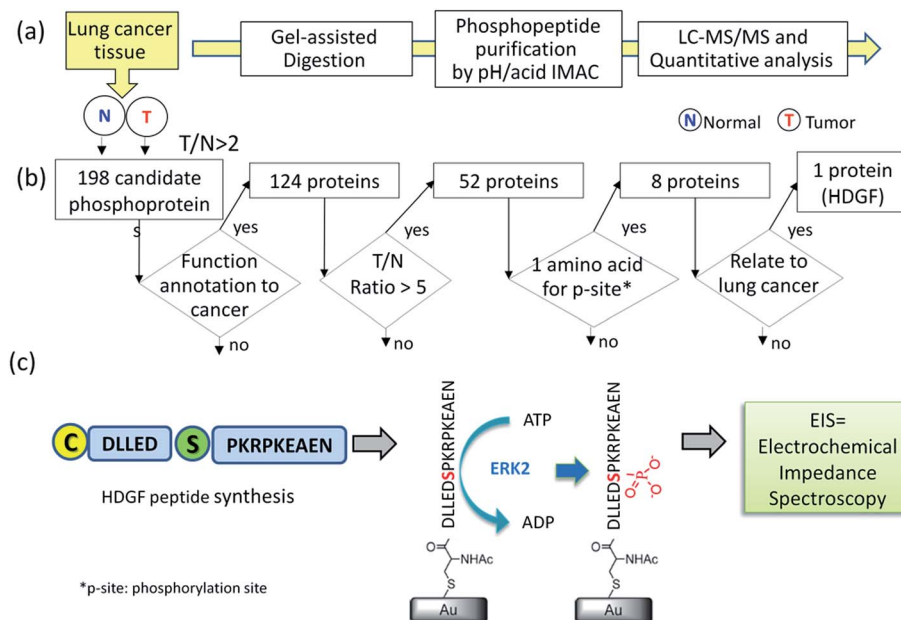 (a)
Lung cancer
tissue
Gel-assisted
Digestion
Phosphopeptide
purification
by pH/acid IMAC
LC-MS/MS and
Quantitative analysis
N
T
T/N>2
N Normal
T Tumor
(b)
198 candidate
phosphoprotein
s
124 proteins
52 proteins
8 proteins
1 protein
(HDGF)
yes
yes
yes
yes
Function
annotation to
cancer
T/N
Ratio > 5
1 amino acid
for p-site*
Relate to
lung cancer
no
no
no
no
(c)
C DLLED S PKRPKEAEN
HDGF peptide synthesis
DLLEDSPKRPKEAEN
ATP
ERK2
ADP
O
NHAc
S
Au
DLLEDSPKRPKEAEN
O
P
O-
O-
O
NHAc
S
Au
EIS=
Electrochemical
Impedance
Spectroscopy
*p-site: phosphorylation site